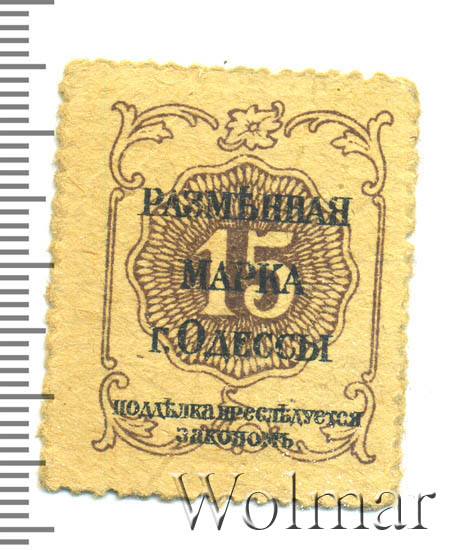 РАЗМѢННАЯ
15
МАРКА
г. ОДЕССЫ
ПОДДѢЛКА ПРЕСЛѢДУЕТСЯ
ЗАКОНОМЪ.
Wolmar